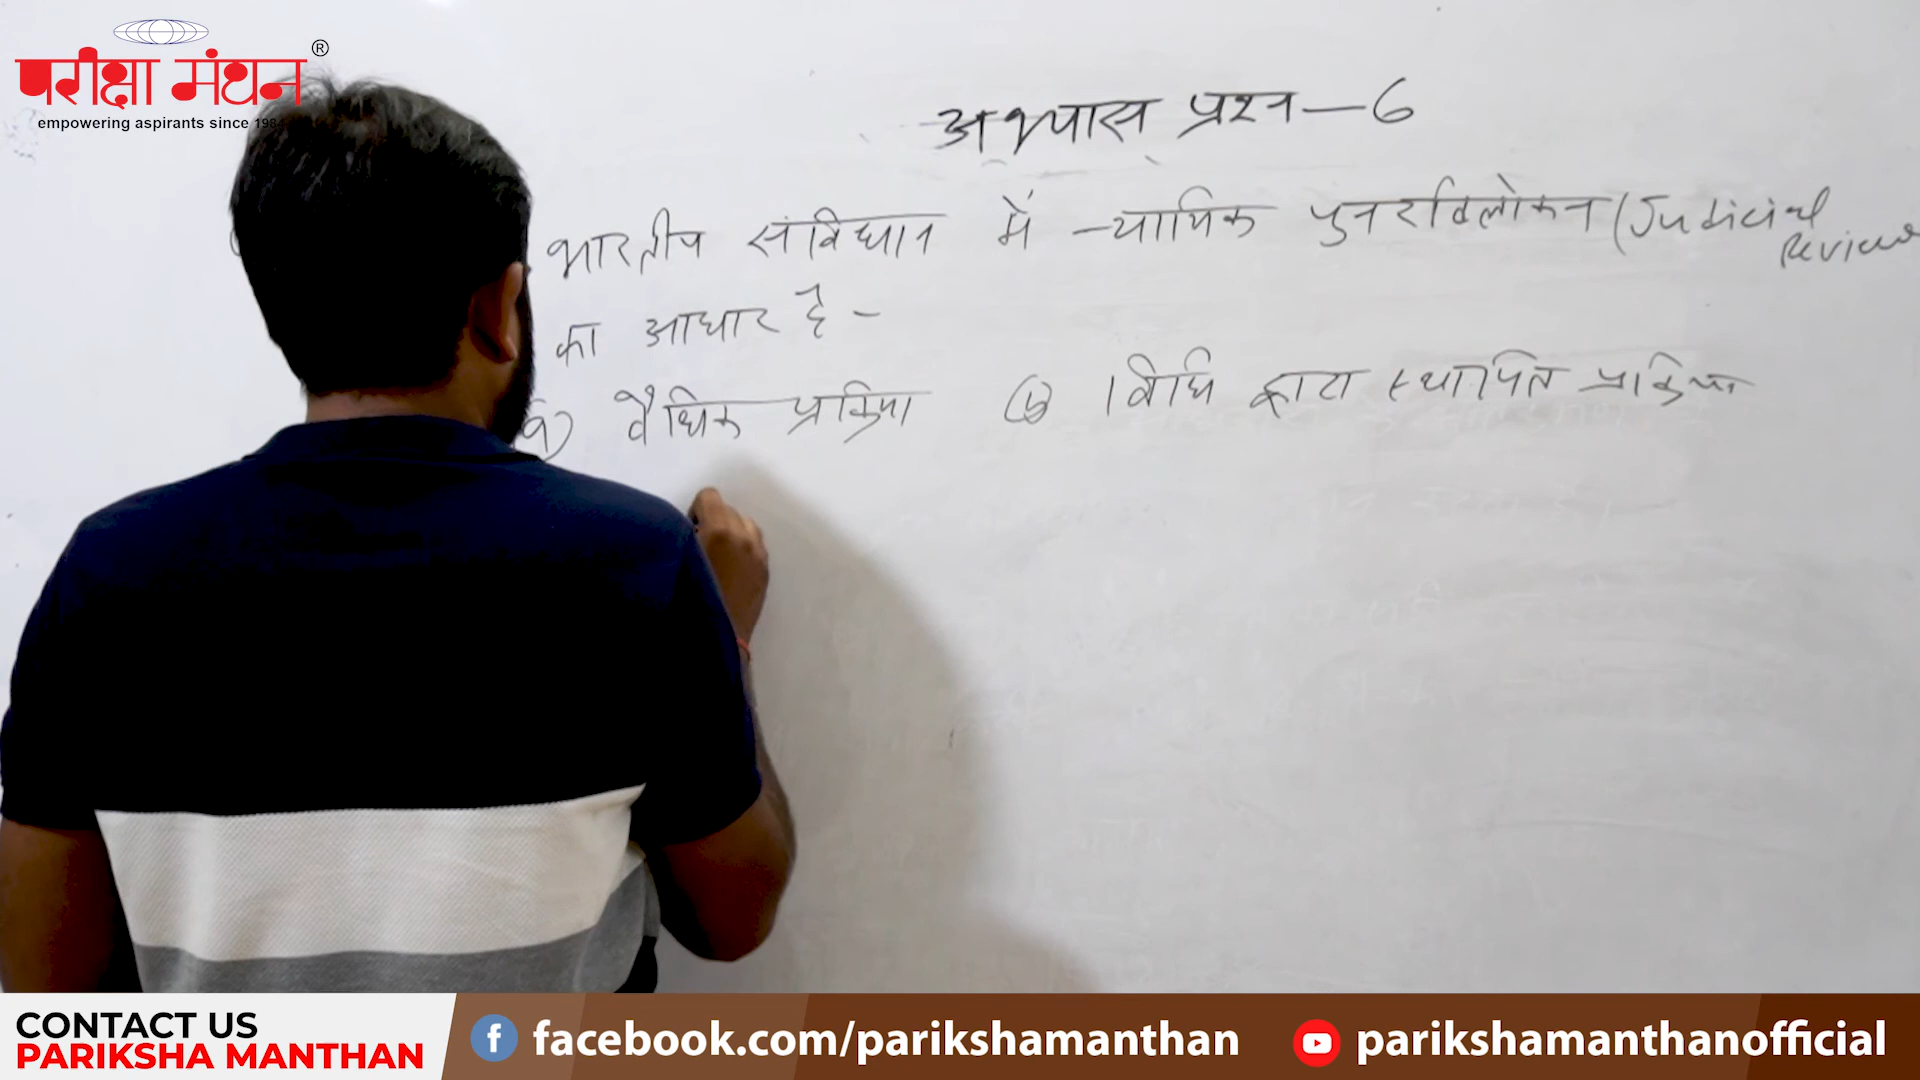 परीक्षा मंथन ®
empowering aspirants since 1984
अभ्यास प्रश्न – 6
भारतीय संविधान में न्यायिक पुनरविलोकन (Judicial Review
का आधार है –
a) वैधिक प्रक्रिया (b) विधि द्वारा स्थापित प्रक्रिया
CONTACT US
PARIKSHA MANTHAN
facebook.com/parikshamanthan
parikshamanthanofficial